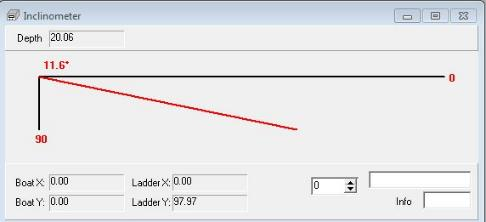 Inclinometer
Depth 20.06
11.6°
0
90
Boat X: 0.00 Ladder X: 0.00
0
Boat Y: 0.00 Ladder Y: 97.97
Info